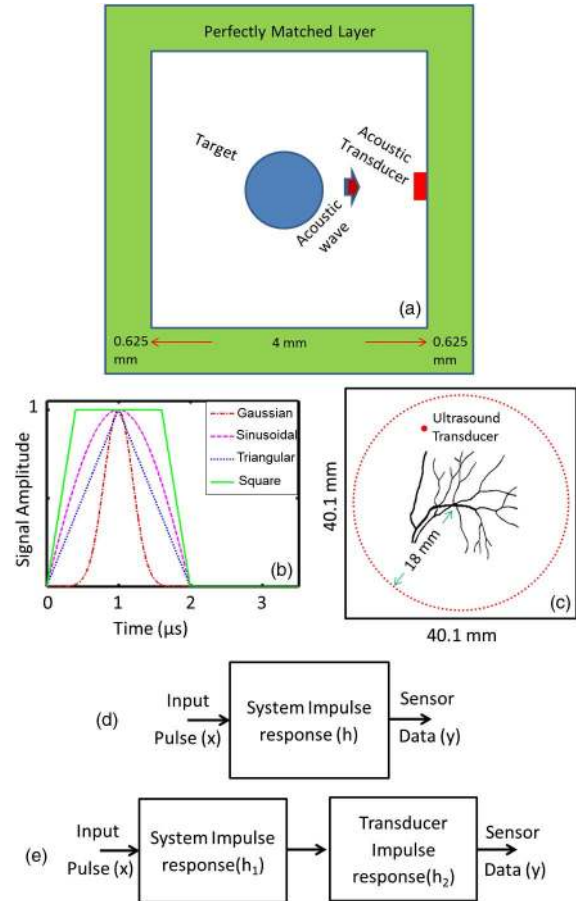 Perfectly Matched Layer
Target
Acoustic
Transducer
Acoustic
wave
(a)
0.625
mm
4 mm
0.625
mm
1
Signal Amplitude
Gaussian
Sinusoidal
Triangular
Square
(b)
0 1 2 3
Time (μs)
Ultrasound
Transducer
40.1 mm
18 mm
(c)
40.1 mm
(d)
Input
Pulse (x)
System Impulse
response (h)
Sensor
Data (y)
(e)
Input
Pulse (x)
System Impulse
response(h₁)
Transducer
Impulse
response(h₂)
Sensor
Data (y)